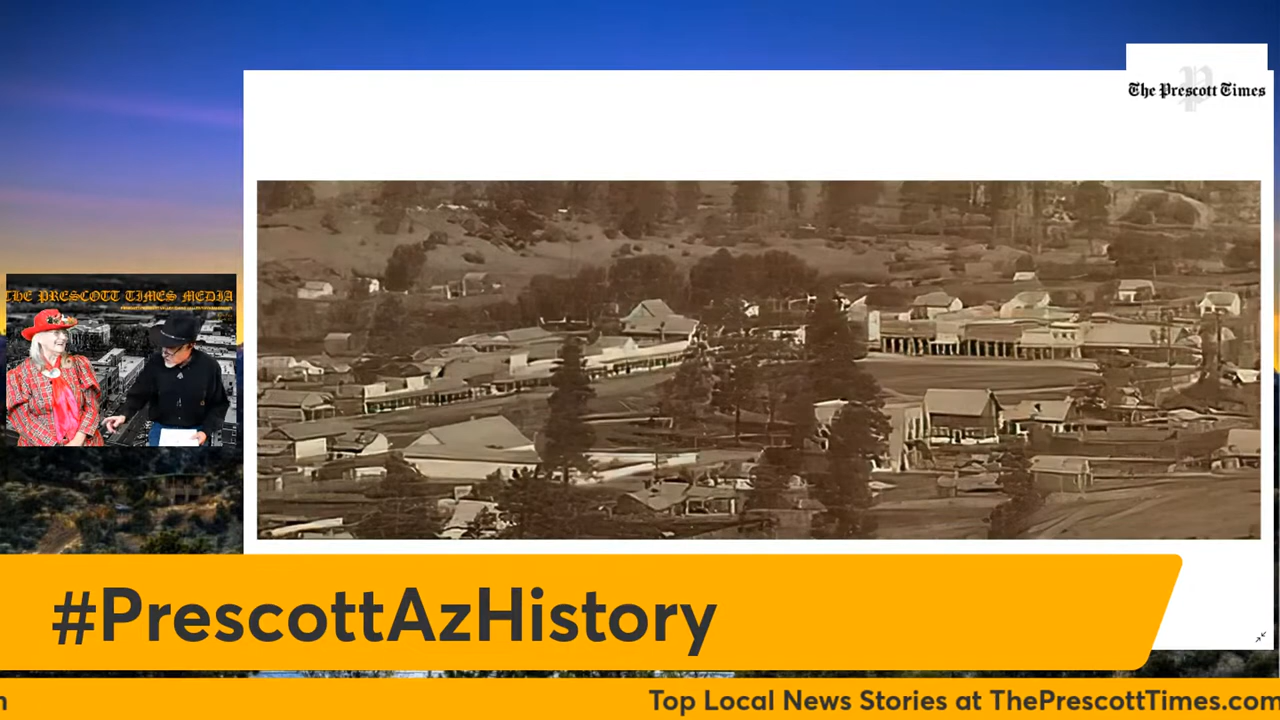 The Prescott Times
THE PRESCOTT TIMES MEDIA
#PrescottAzHistory
Top Local News Stories at ThePrescottTimes.com